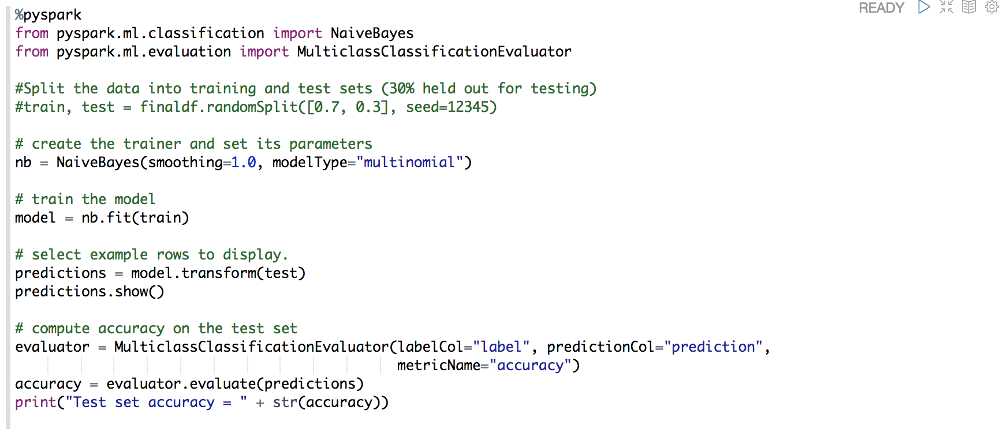 %pyspark
READY
from pyspark.ml.classification import NaiveBayes
from pyspark.ml.evaluation import MulticlassClassificationEvaluator

#Split the data into training and test sets (30% held out for testing)
#train, test = finaldf.randomSplit([0.7, 0.3], seed=12345)

# create the trainer and set its parameters
nb = NaiveBayes(smoothing=1.0, modelType="multinomial")

# train the model
model = nb.fit(train)

# select example rows to display.
predictions = model.transform(test)
predictions.show()

# compute accuracy on the test set
evaluator = MulticlassClassificationEvaluator(labelCol="label", predictionCol="prediction",
                                              metricName="accuracy")
accuracy = evaluator.evaluate(predictions)
print("Test set accuracy = " + str(accuracy))